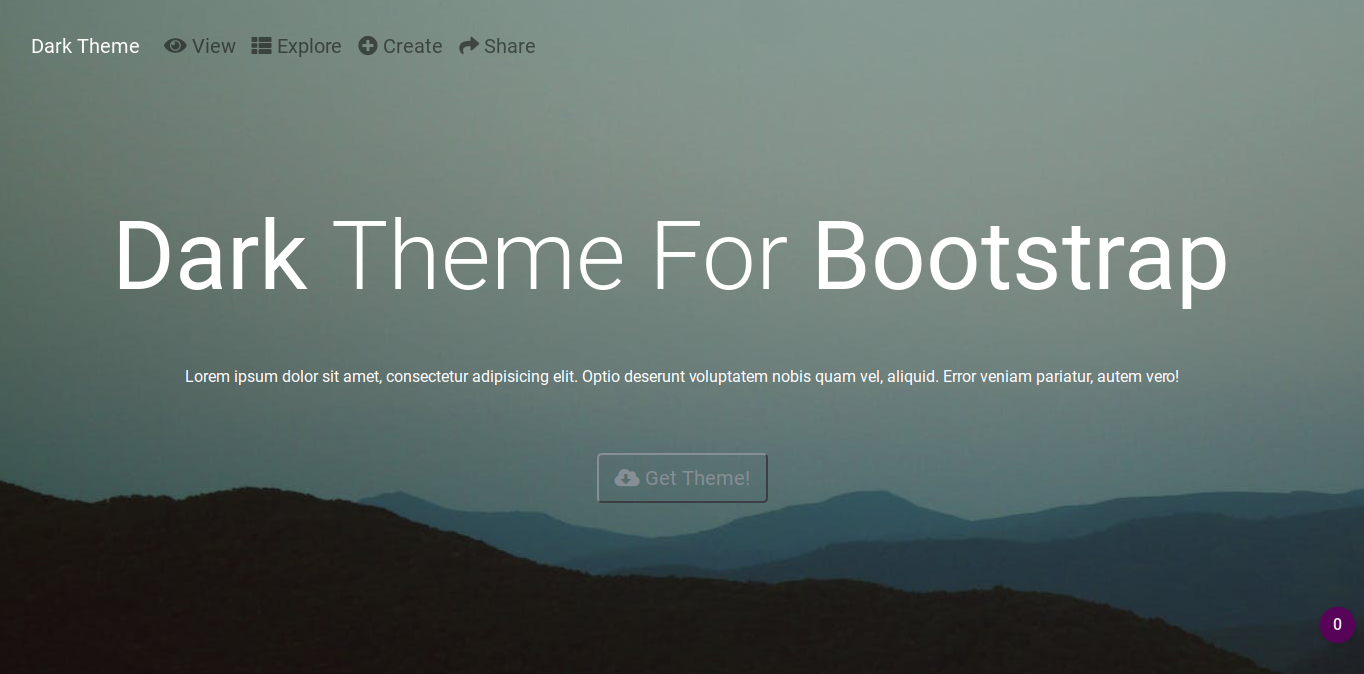 Dark Theme View Explore Create Share
Dark Theme For Bootstrap
Lorem ipsum dolor sit amet, consectetur adipisicing elit. Optio deserunt voluptatem nobis quam vel, aliquid. Error veniam pariatur, autem vero!
Get Theme!
0